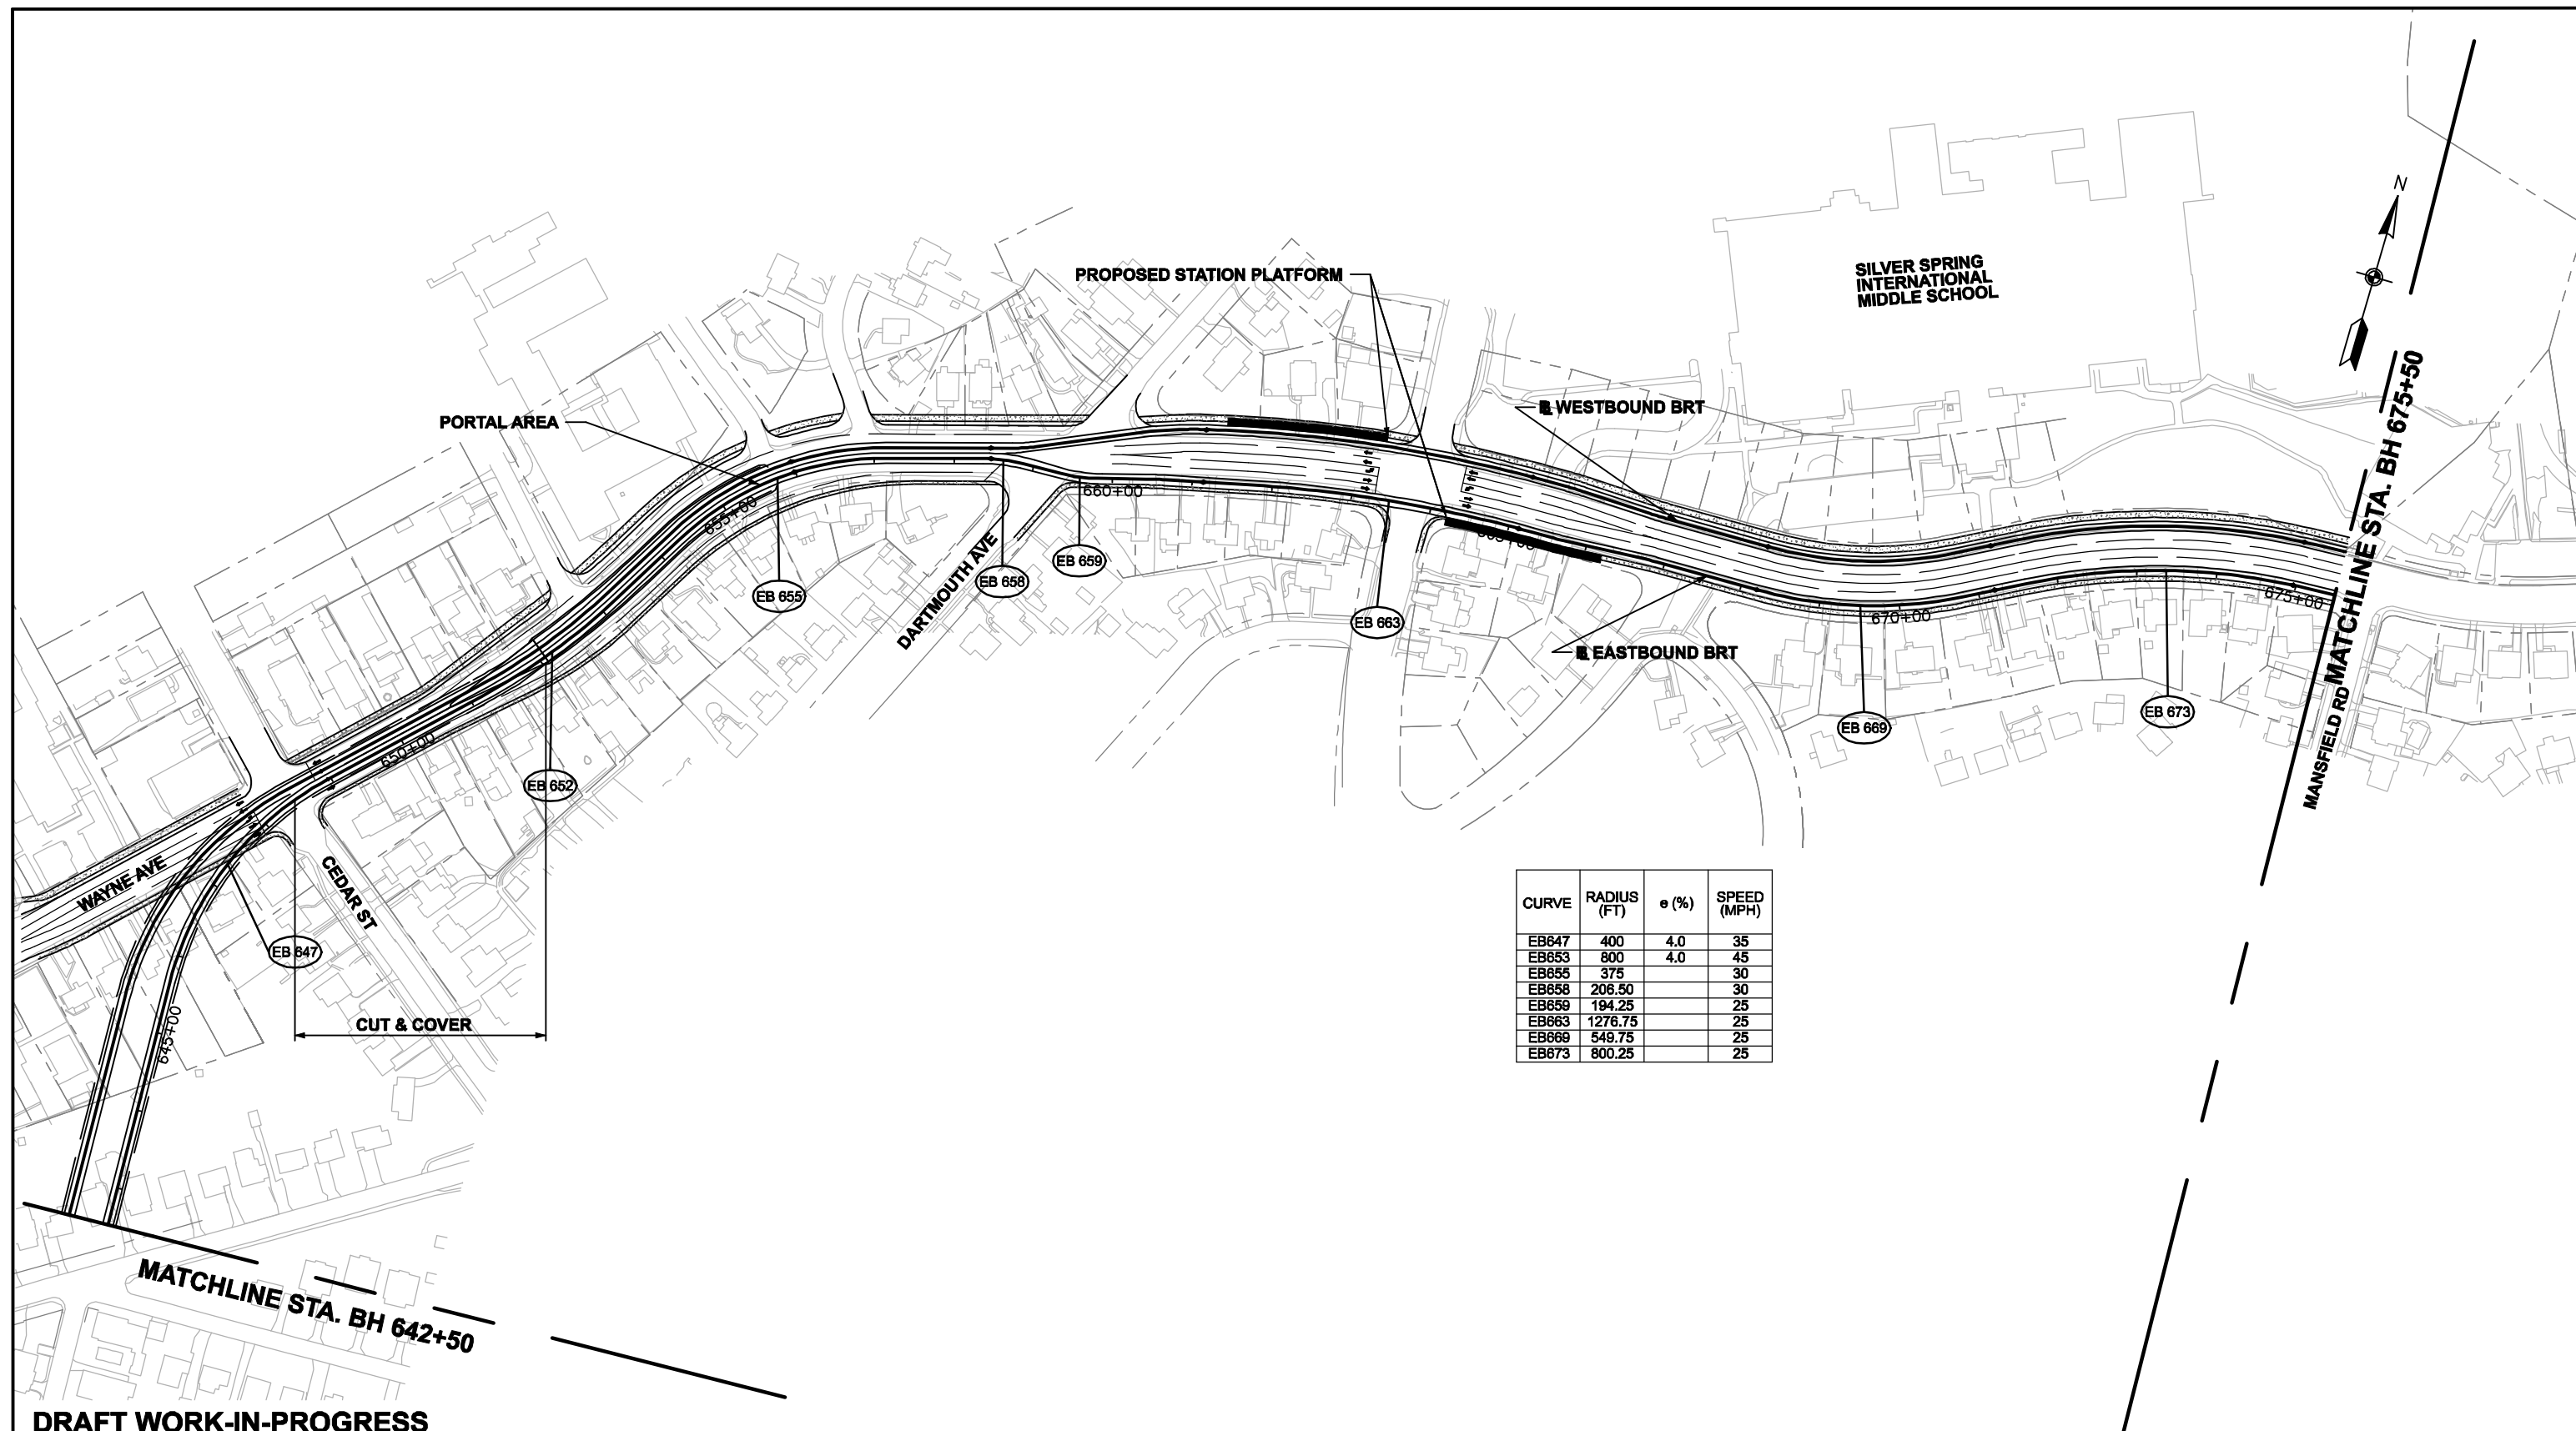 N
SILVER SPRING
INTERNATIONAL
MIDDLE SCHOOL
PROPOSED STATION PLATFORM
WESTBOUND BRT
PORTAL AREA
MATCHLINE STA. BH 675+50
655+00
660+00
665+00
EB 655
EB 658
EB 659
DARTMOUTH AVE
EB 663
EASTBOUND BRT
670+00
675+00
EB 669
EB 673
MANSFIELD RD
650+00
EB 652
WAYNE AVE
CEDAR ST
EB 647
CUT & COVER
645+00
CURVE RADIUS (FT) e (%) SPEED (MPH)
EB647 400 4.0 35
EB653 800 4.0 45
EB655 375 30
EB658 206.50 30
EB659 194.25 25
EB663 1276.75 25
EB669 549.75 25
EB673 800.25 25
MATCHLINE STA. BH 642+50
DRAFT WORK-IN-PROGRESS